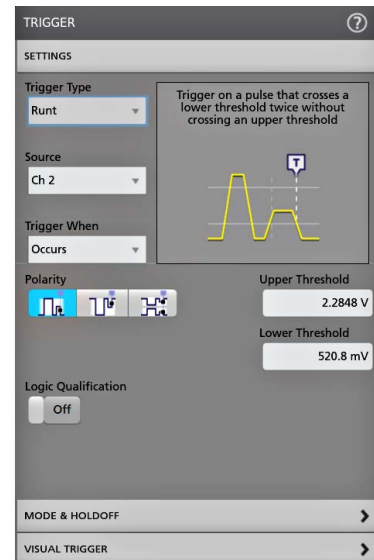 TRIGGER
?
SETTINGS
Trigger Type
Runt
Trigger on a pulse that crosses a
lower threshold twice without
crossing an upper threshold
T
Source
Ch 2
Trigger When
Occurs
Polarity
Upper Threshold
2.2848 V
Lower Threshold
520.8 mV
Logic Qualification
Off
MODE & HOLDOFF
VISUAL TRIGGER